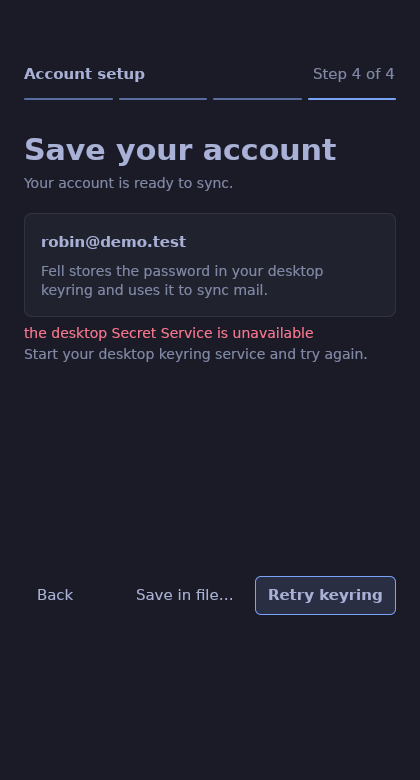 Account setup
Step 4 of 4
Save your account
Your account is ready to sync.
robin@demo.test
Fell stores the password in your desktop
keyring and uses it to sync mail.
the desktop Secret Service is unavailable
Start your desktop keyring service and try again.
Back
Save in file…
Retry keyring